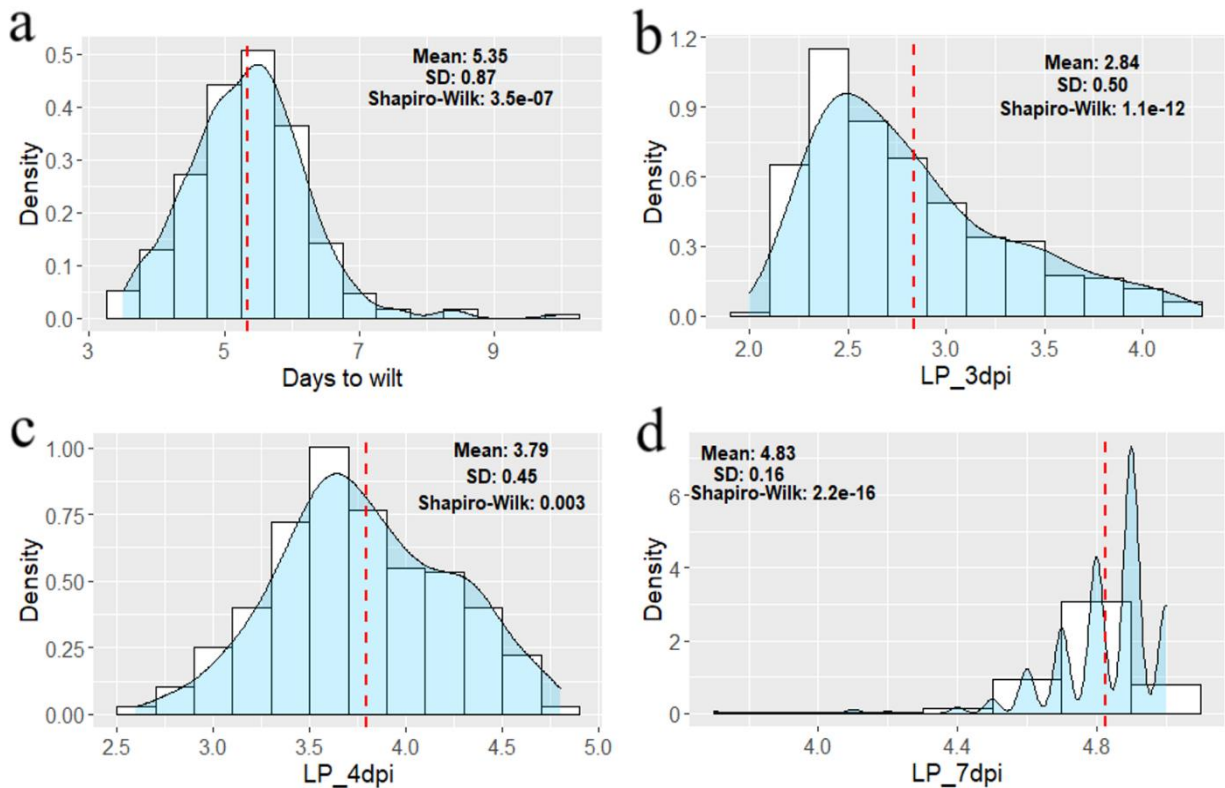 a
Mean: 5.35
SD: 0.87
Shapiro-Wilk: 3.5e-07
Density
0.5
0.4
0.3
0.2
0.1
0.0
3 5 7 9
Days to wilt
b
Mean: 2.84
SD: 0.50
Shapiro-Wilk: 1.1e-12
Density
1.2
0.9
0.6
0.3
0.0
2.0 2.5 3.0 3.5 4.0
LP_3dpi
c
Mean: 3.79
SD: 0.45
Shapiro-Wilk: 0.003
Density
1.00
0.75
0.50
0.25
0.00
2.5 3.0 3.5 4.0 4.5 5.0
LP_4dpi
d
Mean: 4.83
SD: 0.16
Shapiro-Wilk: 2.2e-16
Density
6
4
2
0
4.0 4.4 4.8
LP_7dpi